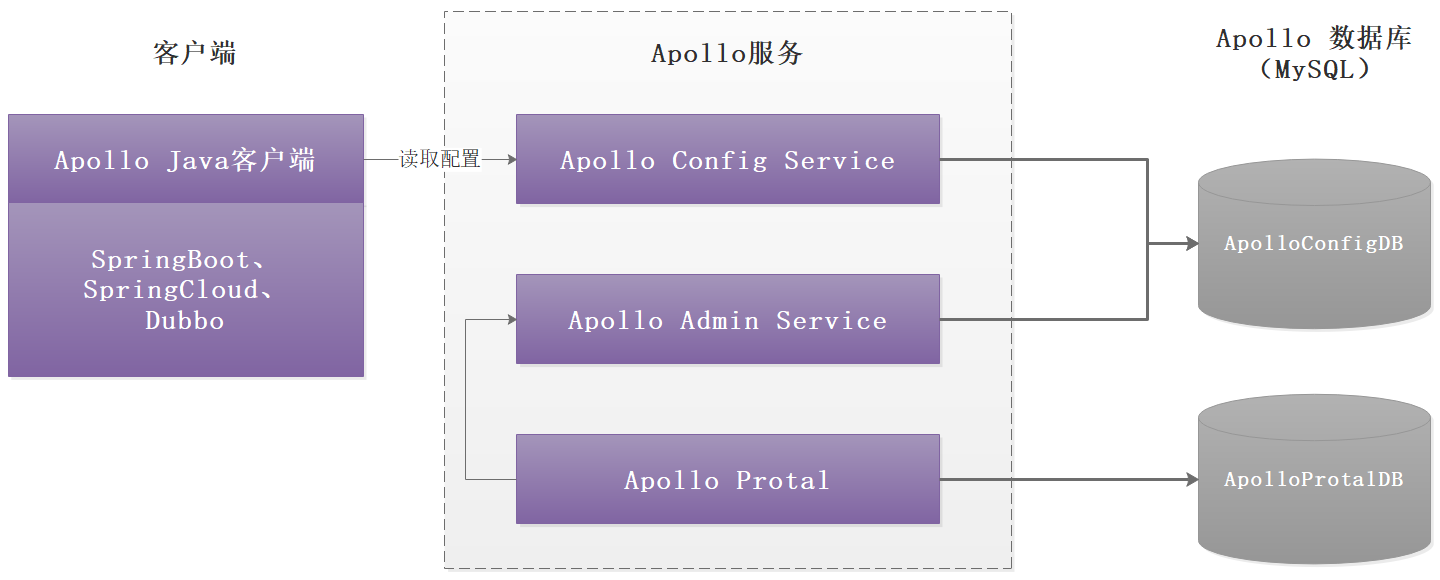 客户端
Apollo Java客户端
SpringBoot、
SpringCloud、
Dubbo
读取配置
Apollo服务
Apollo Config Service
Apollo Admin Service
Apollo Protal
Apollo 数据库
（MySQL）
ApolloConfigDB
ApolloProtalDB